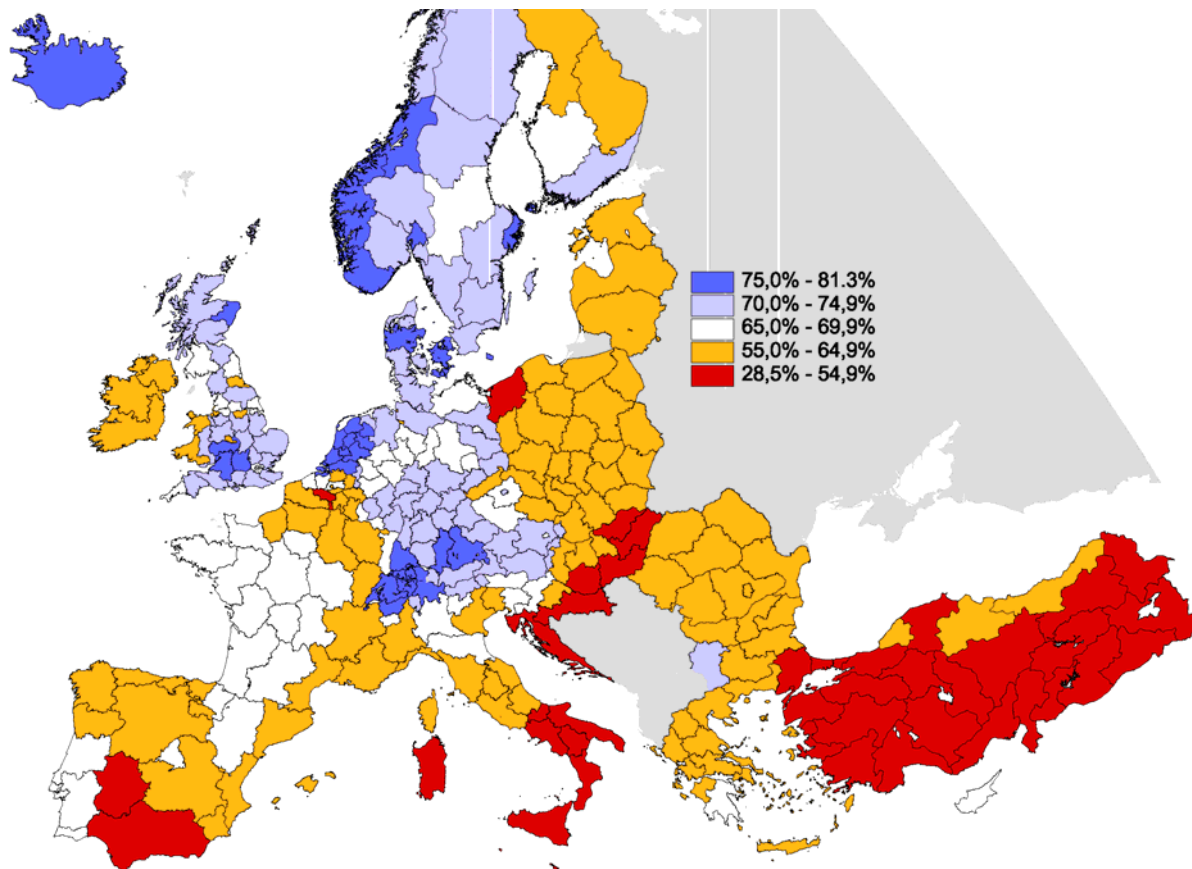 75,0% - 81.3%
70,0% - 74,9%
65,0% - 69,9%
55,0% - 64,9%
28,5% - 54,9%